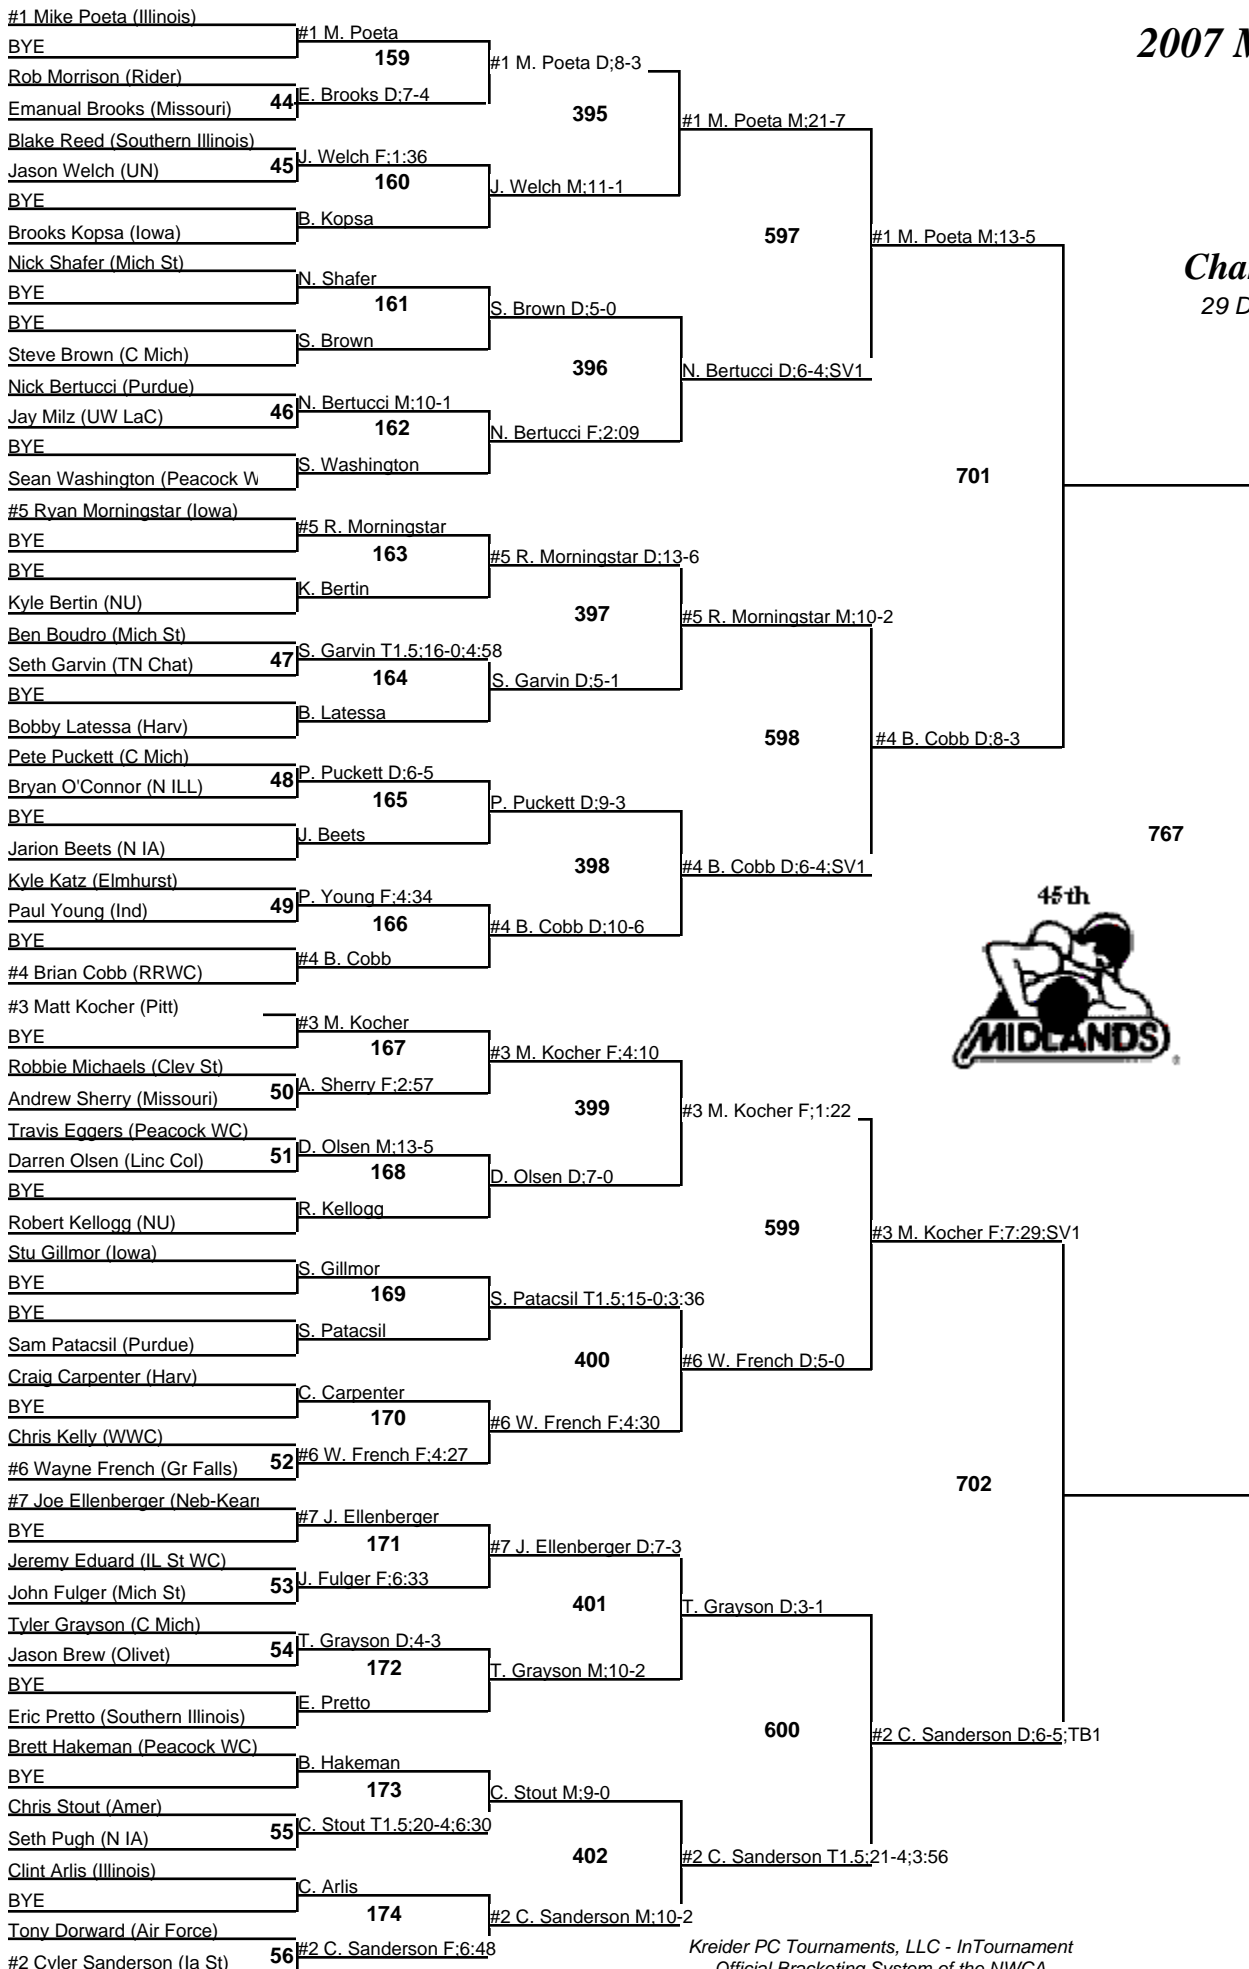 #1 Mike Poeta (Illinois)
BYE
Rob Morrison (Rider)
Emanual Brooks (Missouri)
Blake Reed (Southern Illinois)
Jason Welch (UN)
BYE
Brooks Kopsa (Iowa)
Nick Shafer (Mich St)
BYE
BYE
Steve Brown (C Mich)
Nick Bertucci (Purdue)
Jay Milz (UW LaC)
BYE
Sean Washington (Peacock W
#5 Ryan Morningstar (Iowa)
BYE
BYE
Kyle Bertin (NU)
Ben Boudro (Mich St)
Seth Garvin (TN Chat)
BYE
Bobby Latessa (Harv)
Pete Puckett (C Mich)
Bryan O'Connor (N ILL)
BYE
Jarion Beets (N IA)
Kyle Katz (Elmhurst)
Paul Young (Ind)
BYE
#4 Brian Cobb (RRWC)
#3 Matt Kocher (Pitt)
BYE
Robbie Michaels (Clev St)
Andrew Sherry (Missouri)
Travis Eggers (Peacock WC)
Darren Olsen (Linc Col)
BYE
Robert Kellogg (NU)
Stu Gillmor (Iowa)
BYE
BYE
Sam Patacsil (Purdue)
Craig Carpenter (Harv)
BYE
Chris Kelly (WWC)
#6 Wayne French (Gr Falls)
#7 Joe Ellenberger (Neb-Kearn
BYE
Jeremy Eduard (IL St WC)
John Fulger (Mich St)
Tyler Grayson (C Mich)
Jason Brew (Olivet)
BYE
Eric Pretto (Southern Illinois)
Brett Hakeman (Peacock WC)
BYE
Chris Stout (Amer)
Seth Pugh (N IA)
Clint Arlis (Illinois)
BYE
Tony Dorward (Air Force)
#2 Cyler Sanderson (Ia St)
44
45
46
47
48
49
50
51
52
53
54
55
56
#1 M. Poeta
159
E. Brooks D;7-4
J. Welch F;1:36
160
B. Kopsa
N. Shafer
161
S. Brown
N. Bertucci M;10-1
162
S. Washington
#5 R. Morningstar
163
K. Bertin
S. Garvin T1.5;16-0;4:58
164
B. Latessa
P. Puckett D;6-5
165
J. Beets
P. Young F;4:34
166
#4 B. Cobb
#3 M. Kocher
167
A. Sherry F;2:57
D. Olsen M;13-5
168
R. Kellogg
S. Gillmor
169
S. Patacsil
C. Carpenter
170
#6 W. French F;4:27
#7 J. Ellenberger
171
J. Fulger F;6:33
T. Grayson D;4-3
172
E. Pretto
B. Hakeman
173
C. Stout T1.5;20-4;6:30
C. Arlis
174
#2 C. Sanderson F;6:48
#1 M. Poeta D;8-3
395
J. Welch M;11-1
S. Brown D;5-0
396
N. Bertucci F;2:09
#5 R. Morningstar D;13-6
397
S. Garvin D;5-1
P. Puckett D;9-3
398
#4 B. Cobb D;10-6
#3 M. Kocher F;4:10
399
D. Olsen D;7-0
S. Patacsil T1.5;15-0;3:36
400
#6 W. French F;4:30
#7 J. Ellenberger D;7-3
401
T. Grayson M;10-2
C. Stout M;9-0
402
#2 C. Sanderson M;10-2
#1 M. Poeta M;21-7
597
N. Bertucci D;6-4;SV1
#5 R. Morningstar M;10-2
598
#4 B. Cobb D;6-4;SV1
#3 M. Kocher F;1:22
599
#6 W. French D;5-0
T. Grayson D;3-1
600
#2 C. Sanderson T1.5;21-4;3:56
#1 M. Poeta M;13-5
701
#4 B. Cobb D;8-3
#3 M. Kocher F;7:29;SV1
702
#2 C. Sanderson D;6-5;TB1
767
2007 M
Cha
29 D
45th
MIDLANDS
Kreider PC Tournaments, LLC - InTournament
Official Bracketing System of the NWCA